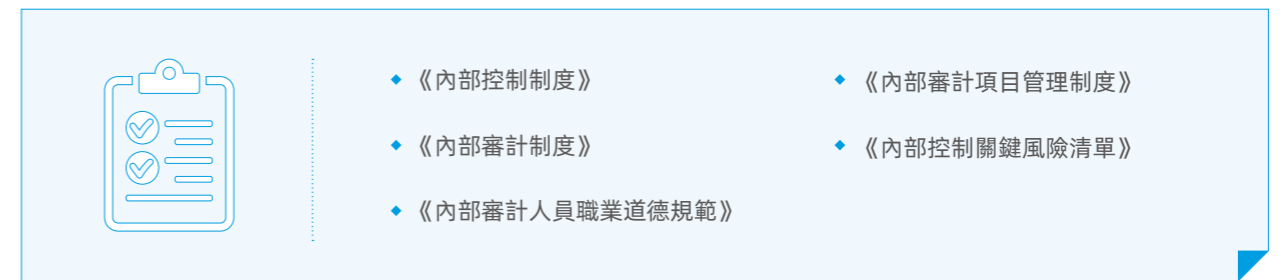 《內部控制制度》
《內部審計制度》
《內部審計人員職業道德規範》
《內部審計項目管理制度》
《內部控制關鍵風險清單》